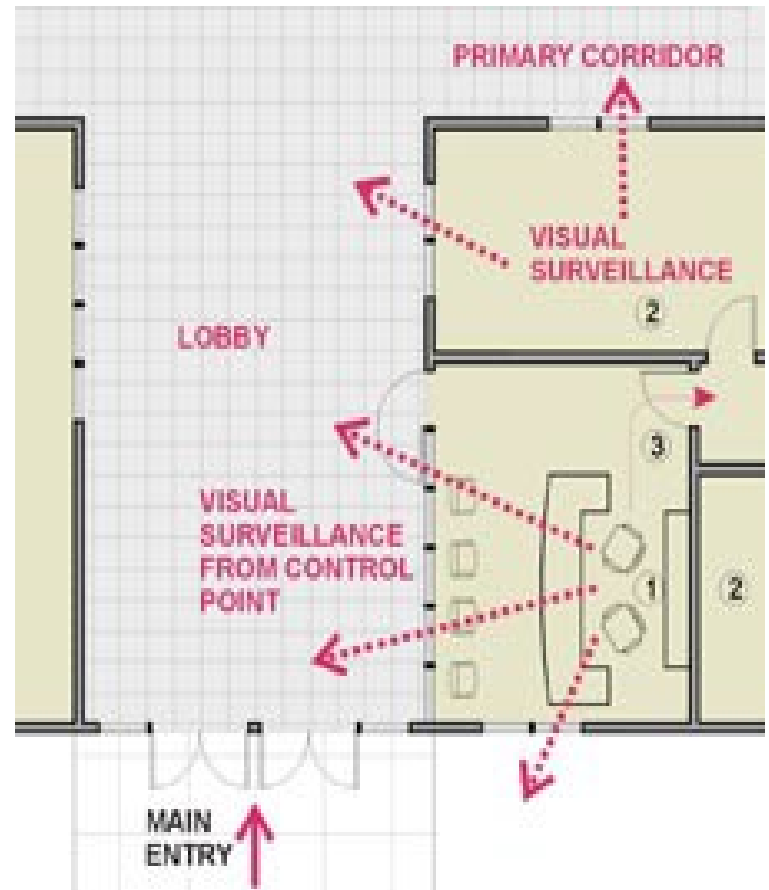 PRIMARY CORRIDOR
VISUAL
SURVEILLANCE
2
LOBBY
3
VISUAL
SURVEILLANCE
FROM CONTROL
POINT
1
2
MAIN
ENTRY